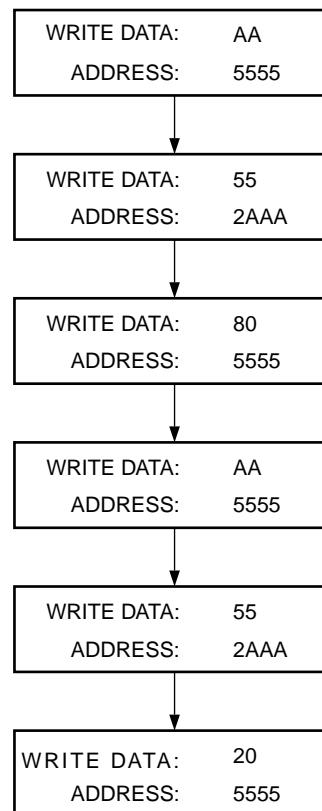 WRITE DATA: AA
ADDRESS: 5555
WRITE DATA: 55
ADDRESS: 2AAA
WRITE DATA: 80
ADDRESS: 5555
WRITE DATA: AA
ADDRESS: 5555
WRITE DATA: 55
ADDRESS: 2AAA
WRITE DATA: 20
ADDRESS: 5555